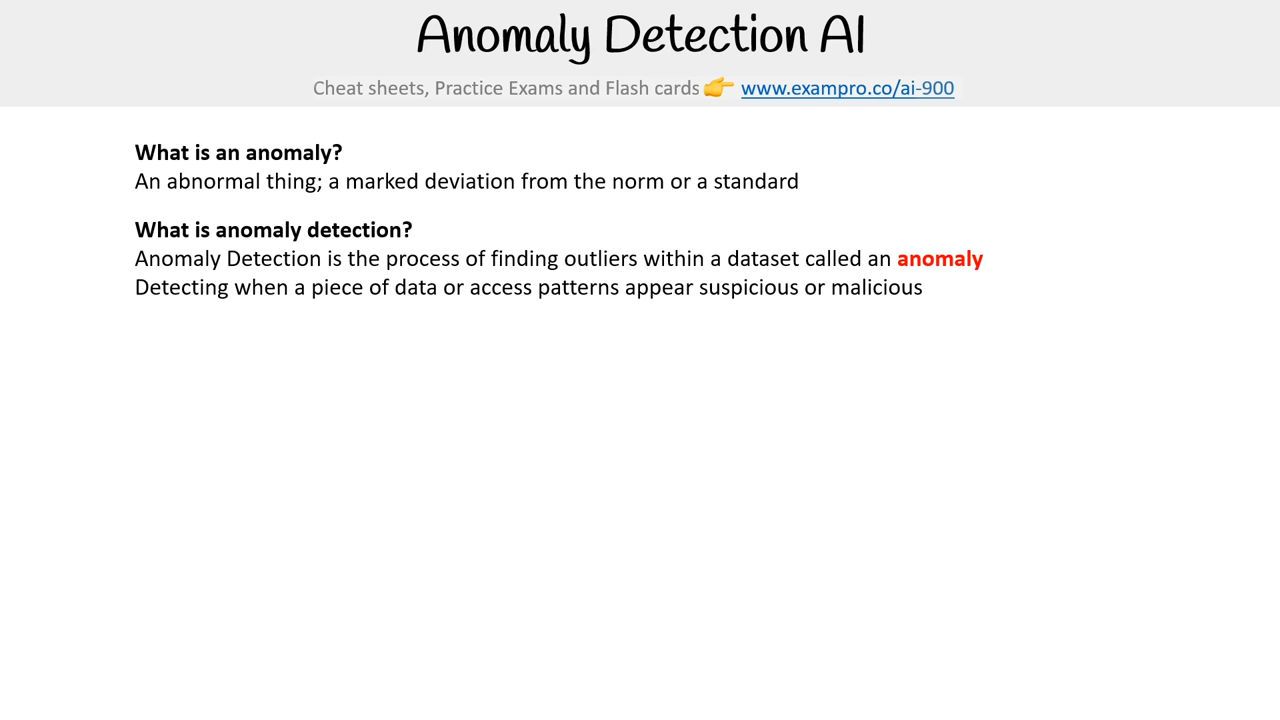 Anomaly Detection AI
Cheat sheets, Practice Exams and Flash cards 👉 www.exampro.co/ai-900
What is an anomaly?
An abnormal thing; a marked deviation from the norm or a standard
What is anomaly detection?
Anomaly Detection is the process of finding outliers within a dataset called an anomaly
Detecting when a piece of data or access patterns appear suspicious or malicious